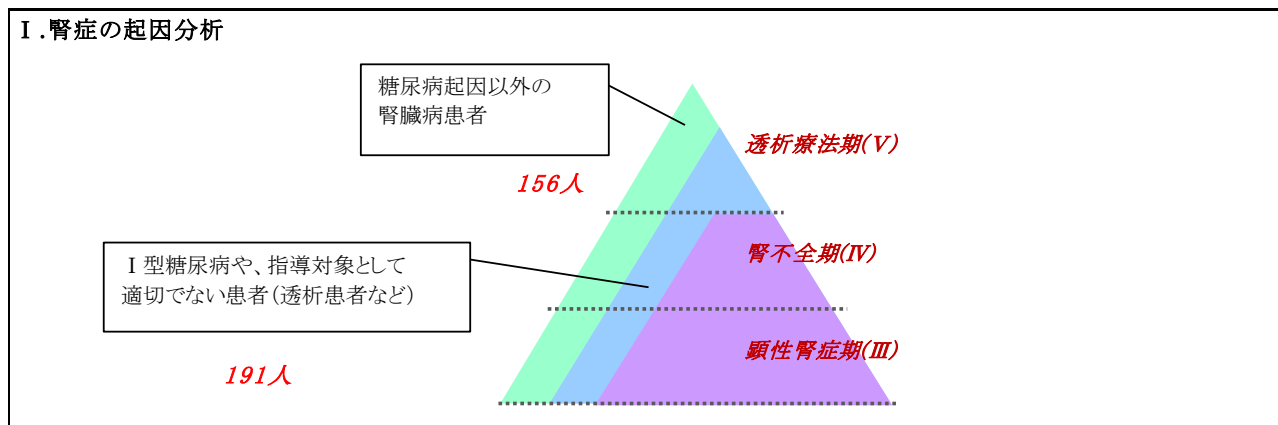 Ⅰ.腎症の起因分析
糖尿病起因以外の
腎臓病患者
透析療法期(Ⅴ)
156人
腎不全期(Ⅳ)
Ⅰ型糖尿病や、指導対象として
適切でない患者(透析患者など)
顕性腎症期(Ⅲ)
191人